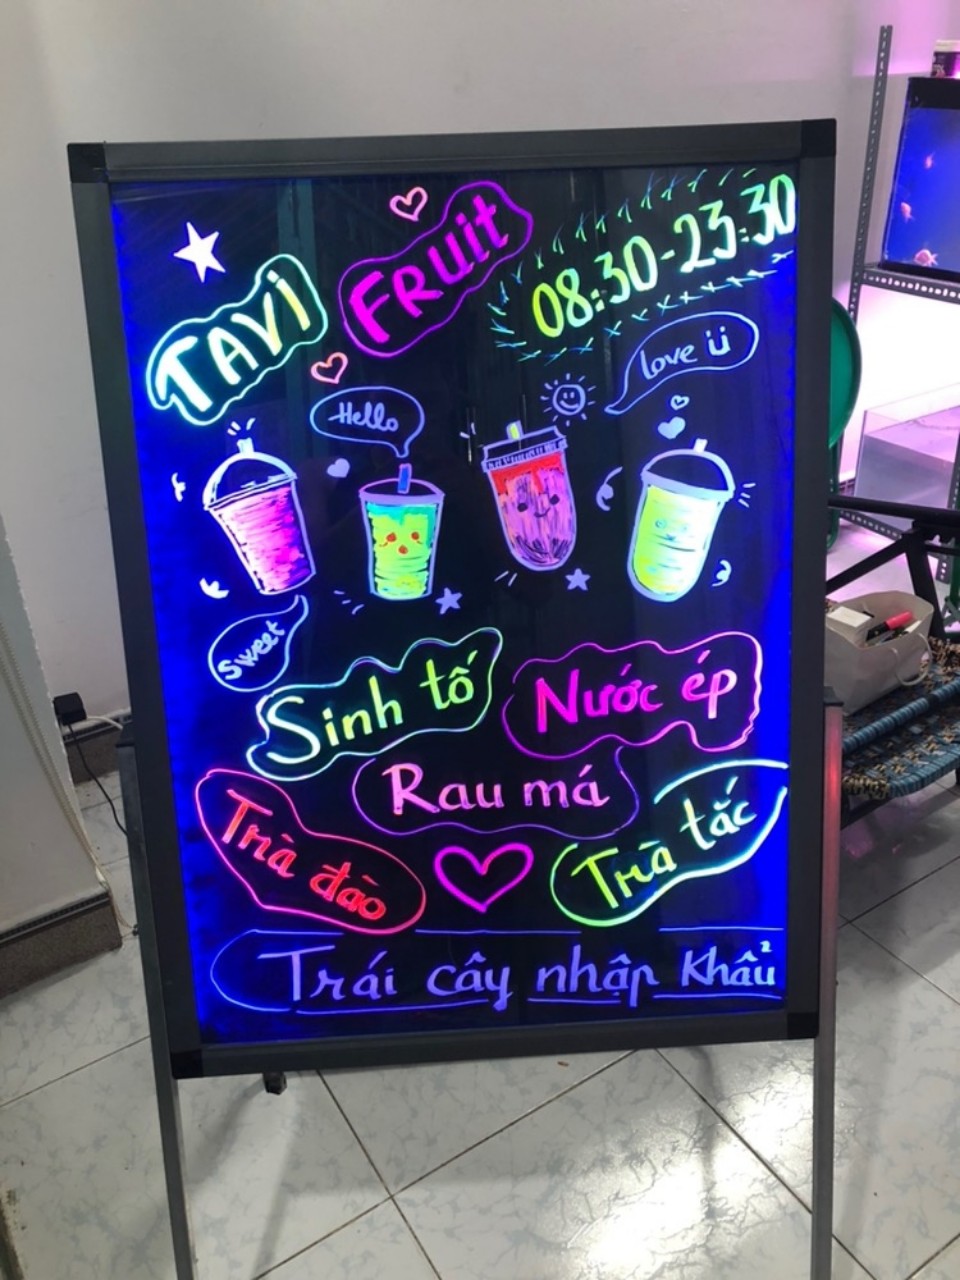 TAVi FRuit
08:30-23:30
Hello
love ü
Sweet
Sinh tố
Nước ép
Rau má
Trà đào
Trà tắc
Trái cây nhập Khẩu